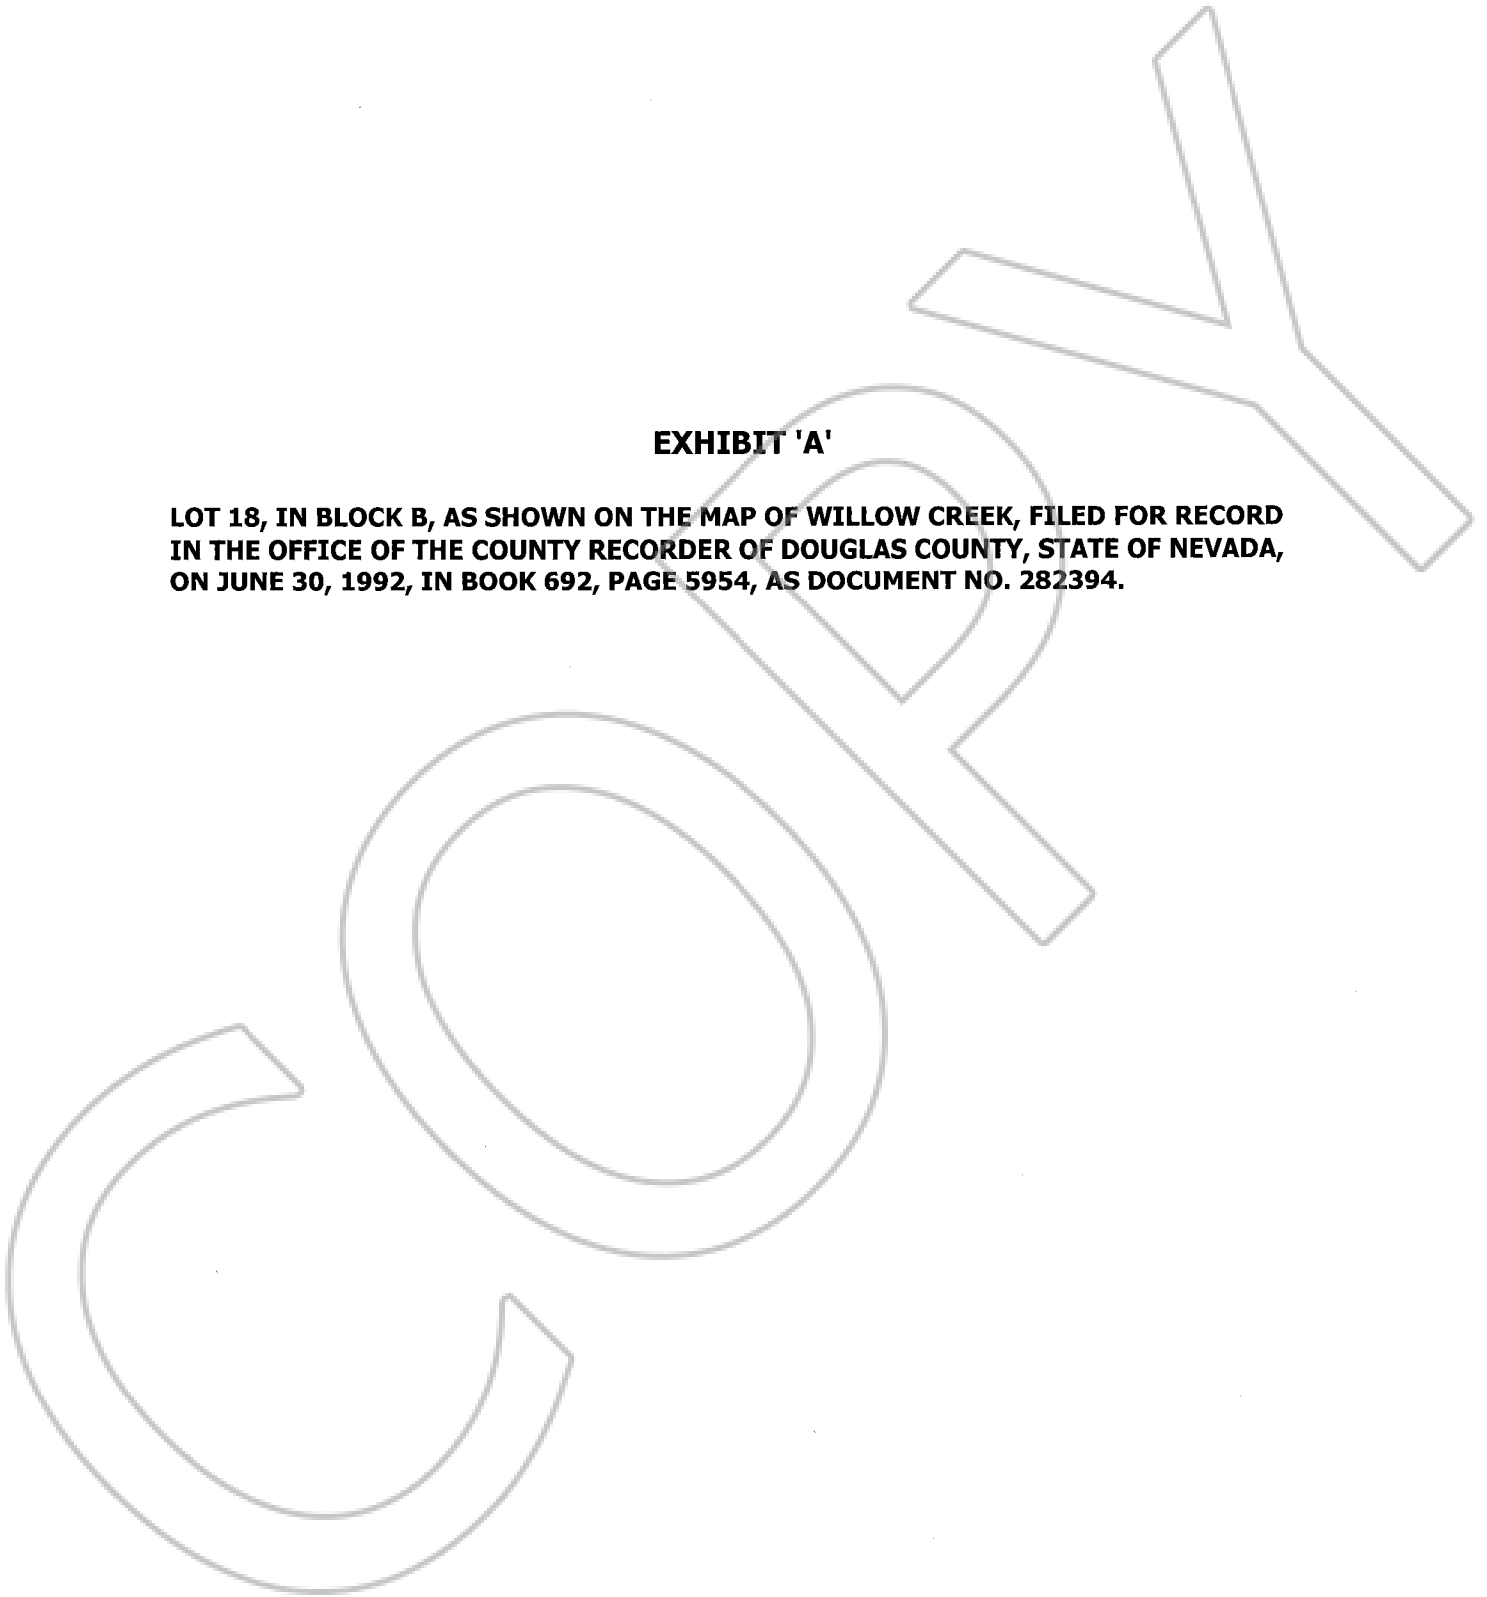 EXHIBIT 'A'
LOT 18, IN BLOCK B, AS SHOWN ON THE MAP OF WILLOW CREEK, FILED FOR RECORD
IN THE OFFICE OF THE COUNTY RECORDER OF DOUGLAS COUNTY, STATE OF NEVADA,
ON JUNE 30, 1992, IN BOOK 692, PAGE 5954, AS DOCUMENT NO. 282394.
COPY